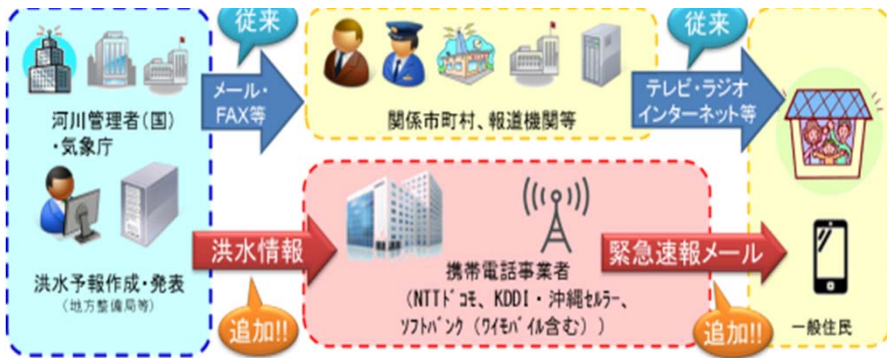 従来
従来
メール・
FAX等
テレビ・ラジオ
インターネット等
河川管理者(国)
・気象庁
関係市町村、報道機関等
洪水情報
緊急速報メール
洪水予報作成・発表
(地方整備局等)
携帯電話事業者
(NTTドコモ、KDDI・沖縄セルラー、
ソフトバンク(ワイモバイル含む))
追加!!
追加!!
一般住民